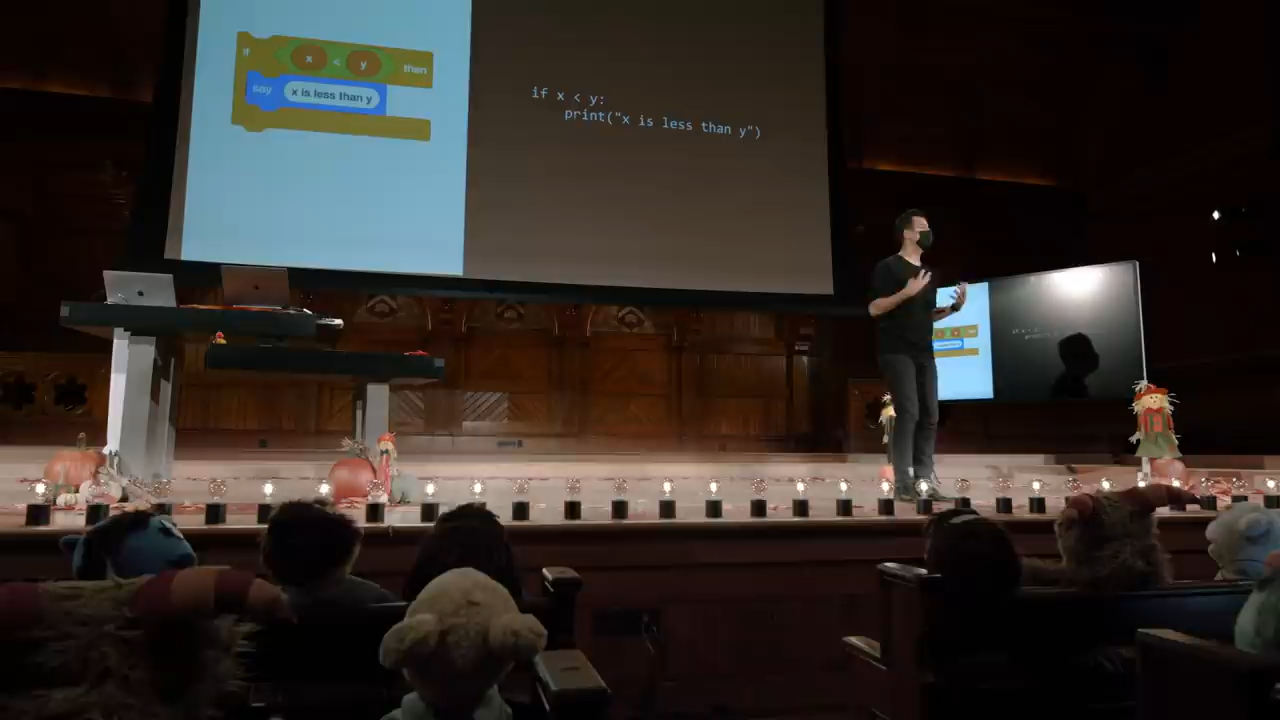 if x < y then
say x is less than y
if x < y:
print("x is less than y")